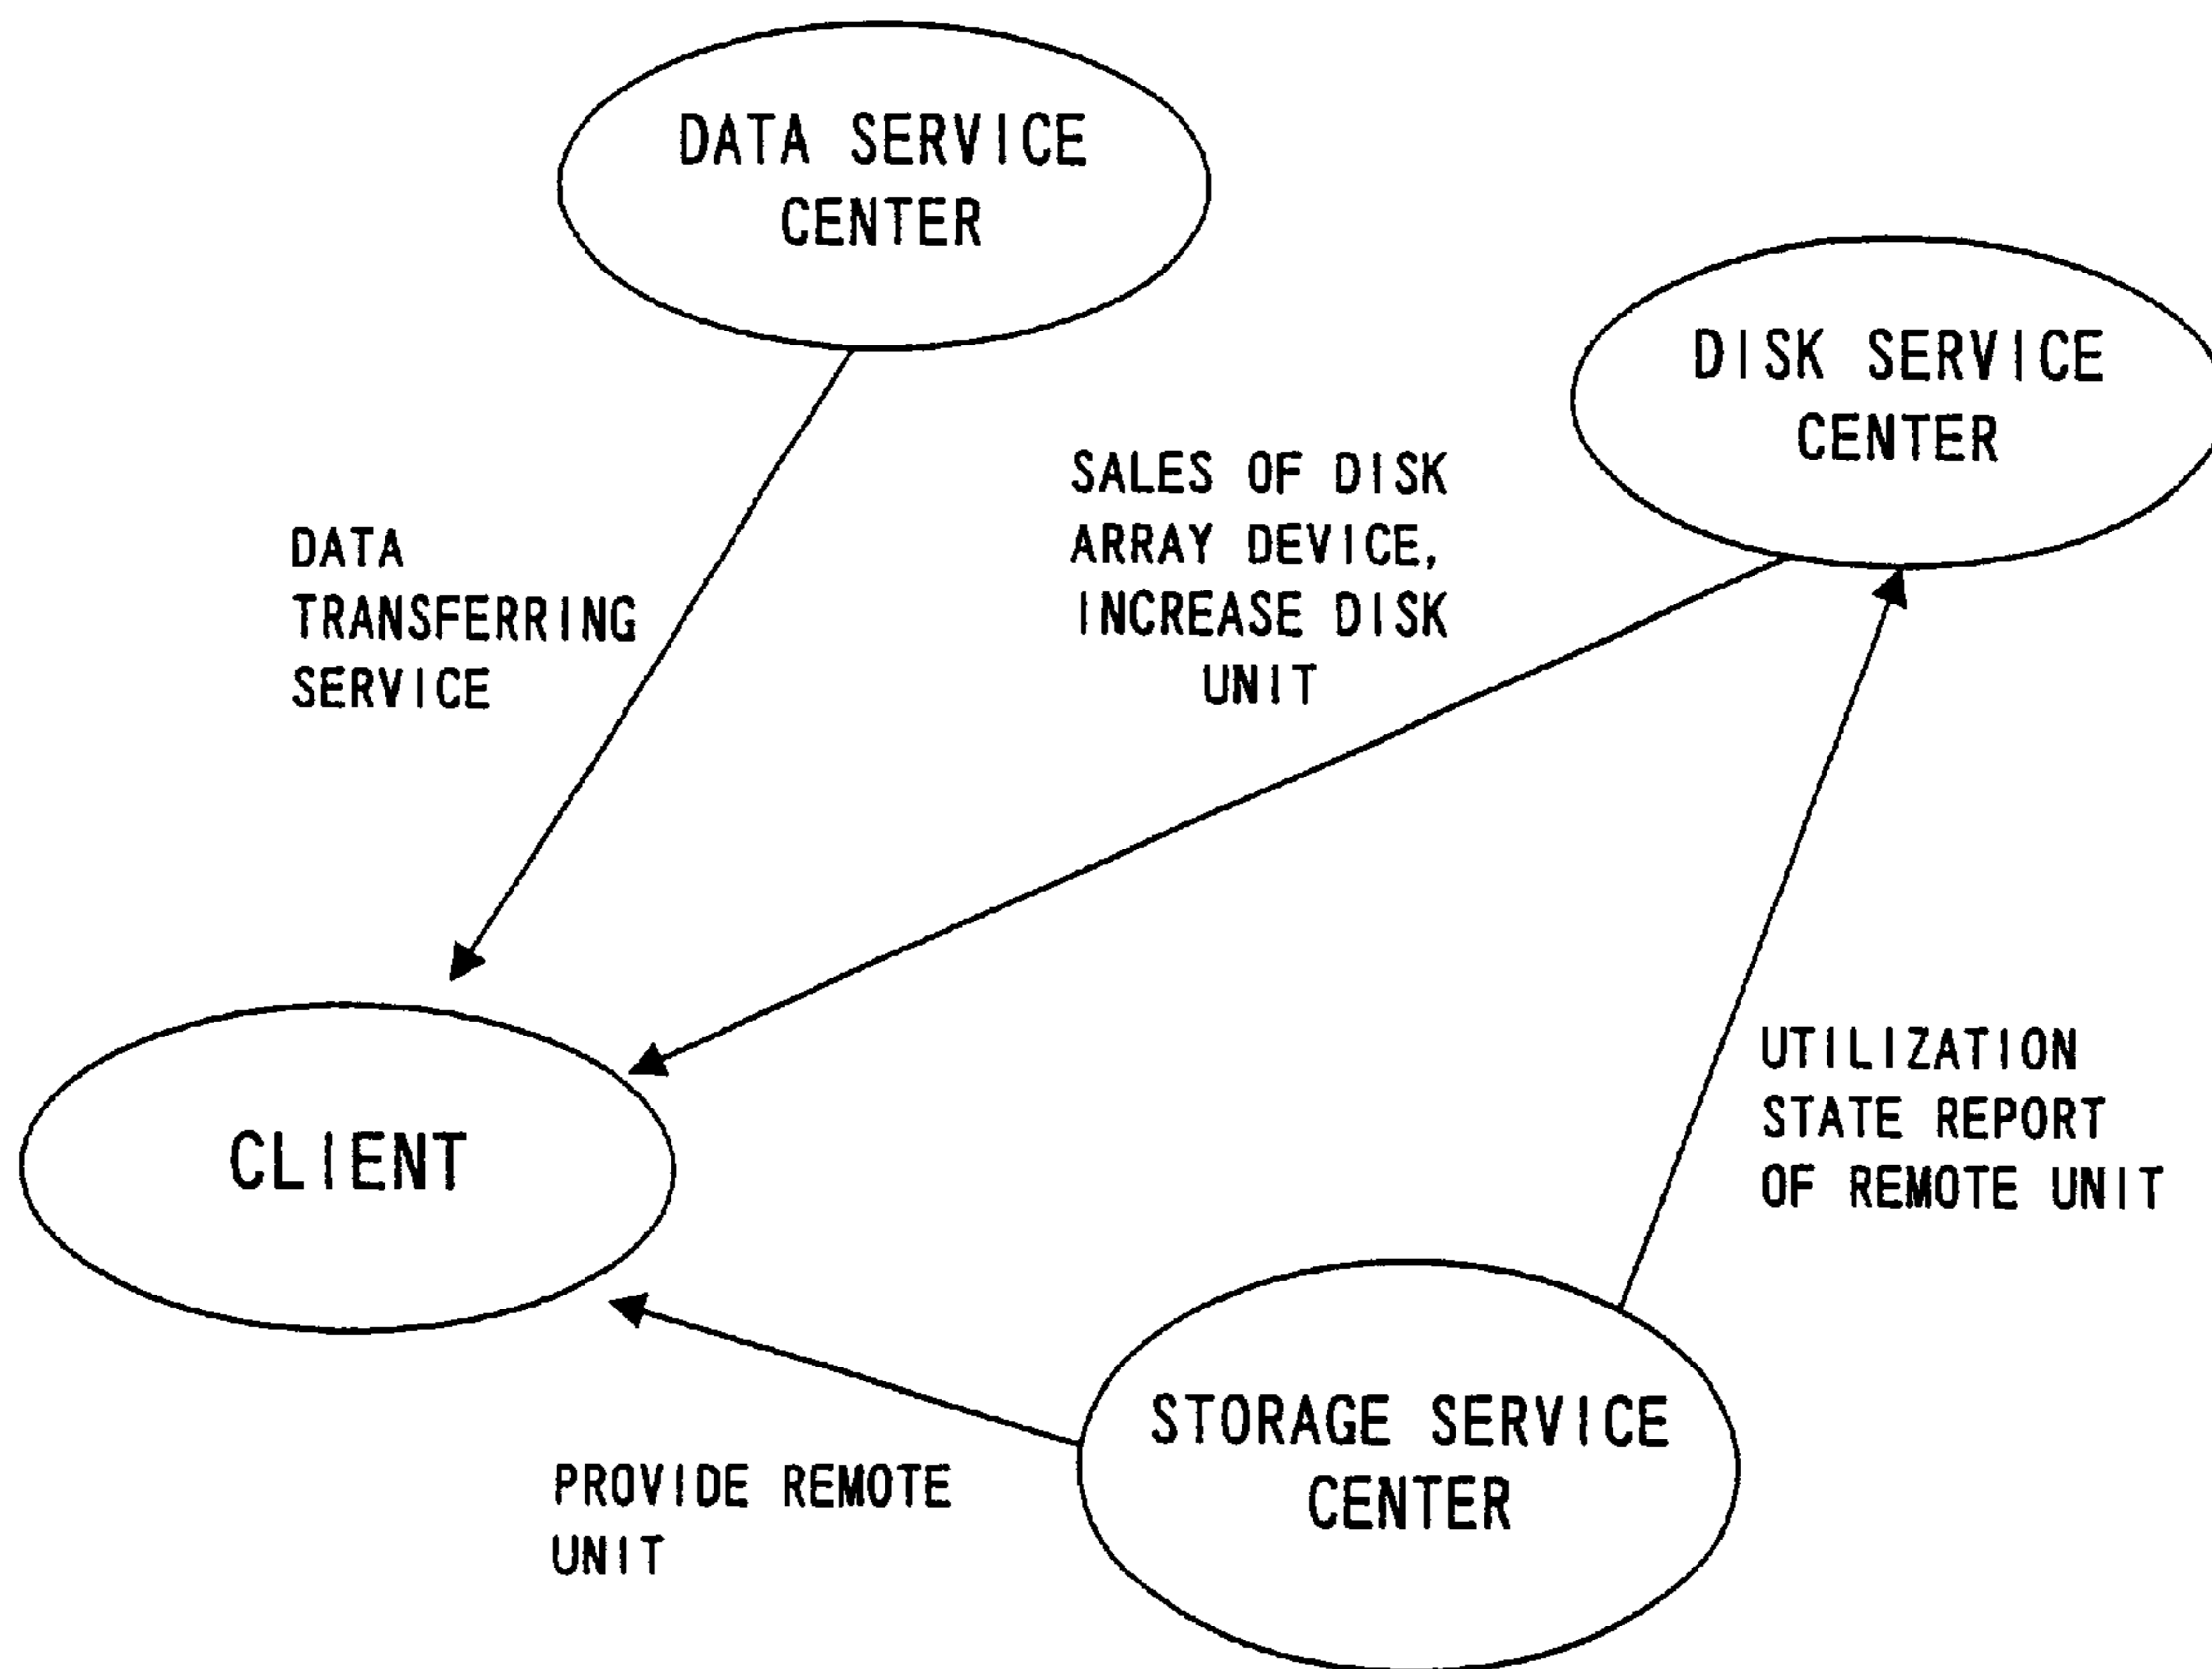 DATA SERVICE
CENTER
DISK SERVICE
CENTER
SALES OF DISK
ARRAY DEVICE,
INCREASE DISK
UNIT
DATA
TRANSFERRING
SERVICE
UTILIZATION
STATE REPORT
OF REMOTE UNIT
CLIENT
STORAGE SERVICE
CENTER
PROVIDE REMOTE
UNIT